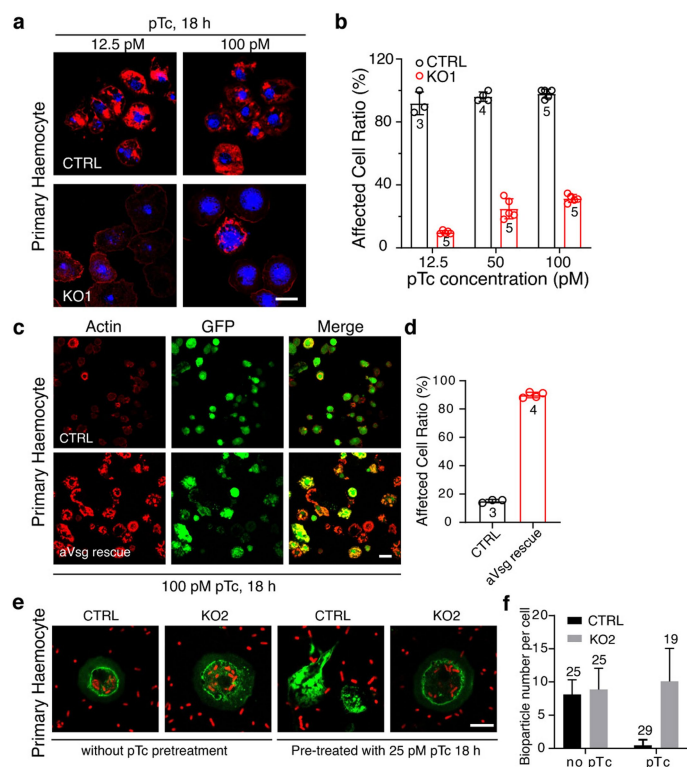 a
pTc, 18 h
12.5 pM 100 pM
Primary Haemocyte
CTRL
KO1
b
CTRL
KO1
Affected Cell Ratio (%)
120
80
40
0
3 5 4 5 5 5
12.5 50 100
pTc concentration (pM)
c
Actin GFP Merge
Primary Haemocyte
CTRL
aVsg rescue
100 pM pTc, 18 h
d
Affetced Cell Ratio (%)
100
80
60
40
20
0
3 4
CTRL aVsg rescue
e
CTRL KO2 CTRL KO2
Primary Haemocyte
without pTc pretreatment Pre-treated with 25 pM pTc 18 h
f
CTRL
KO2
Bioparticle number per cell
20
15
10
5
0
25 25 29 19
no pTc pTc